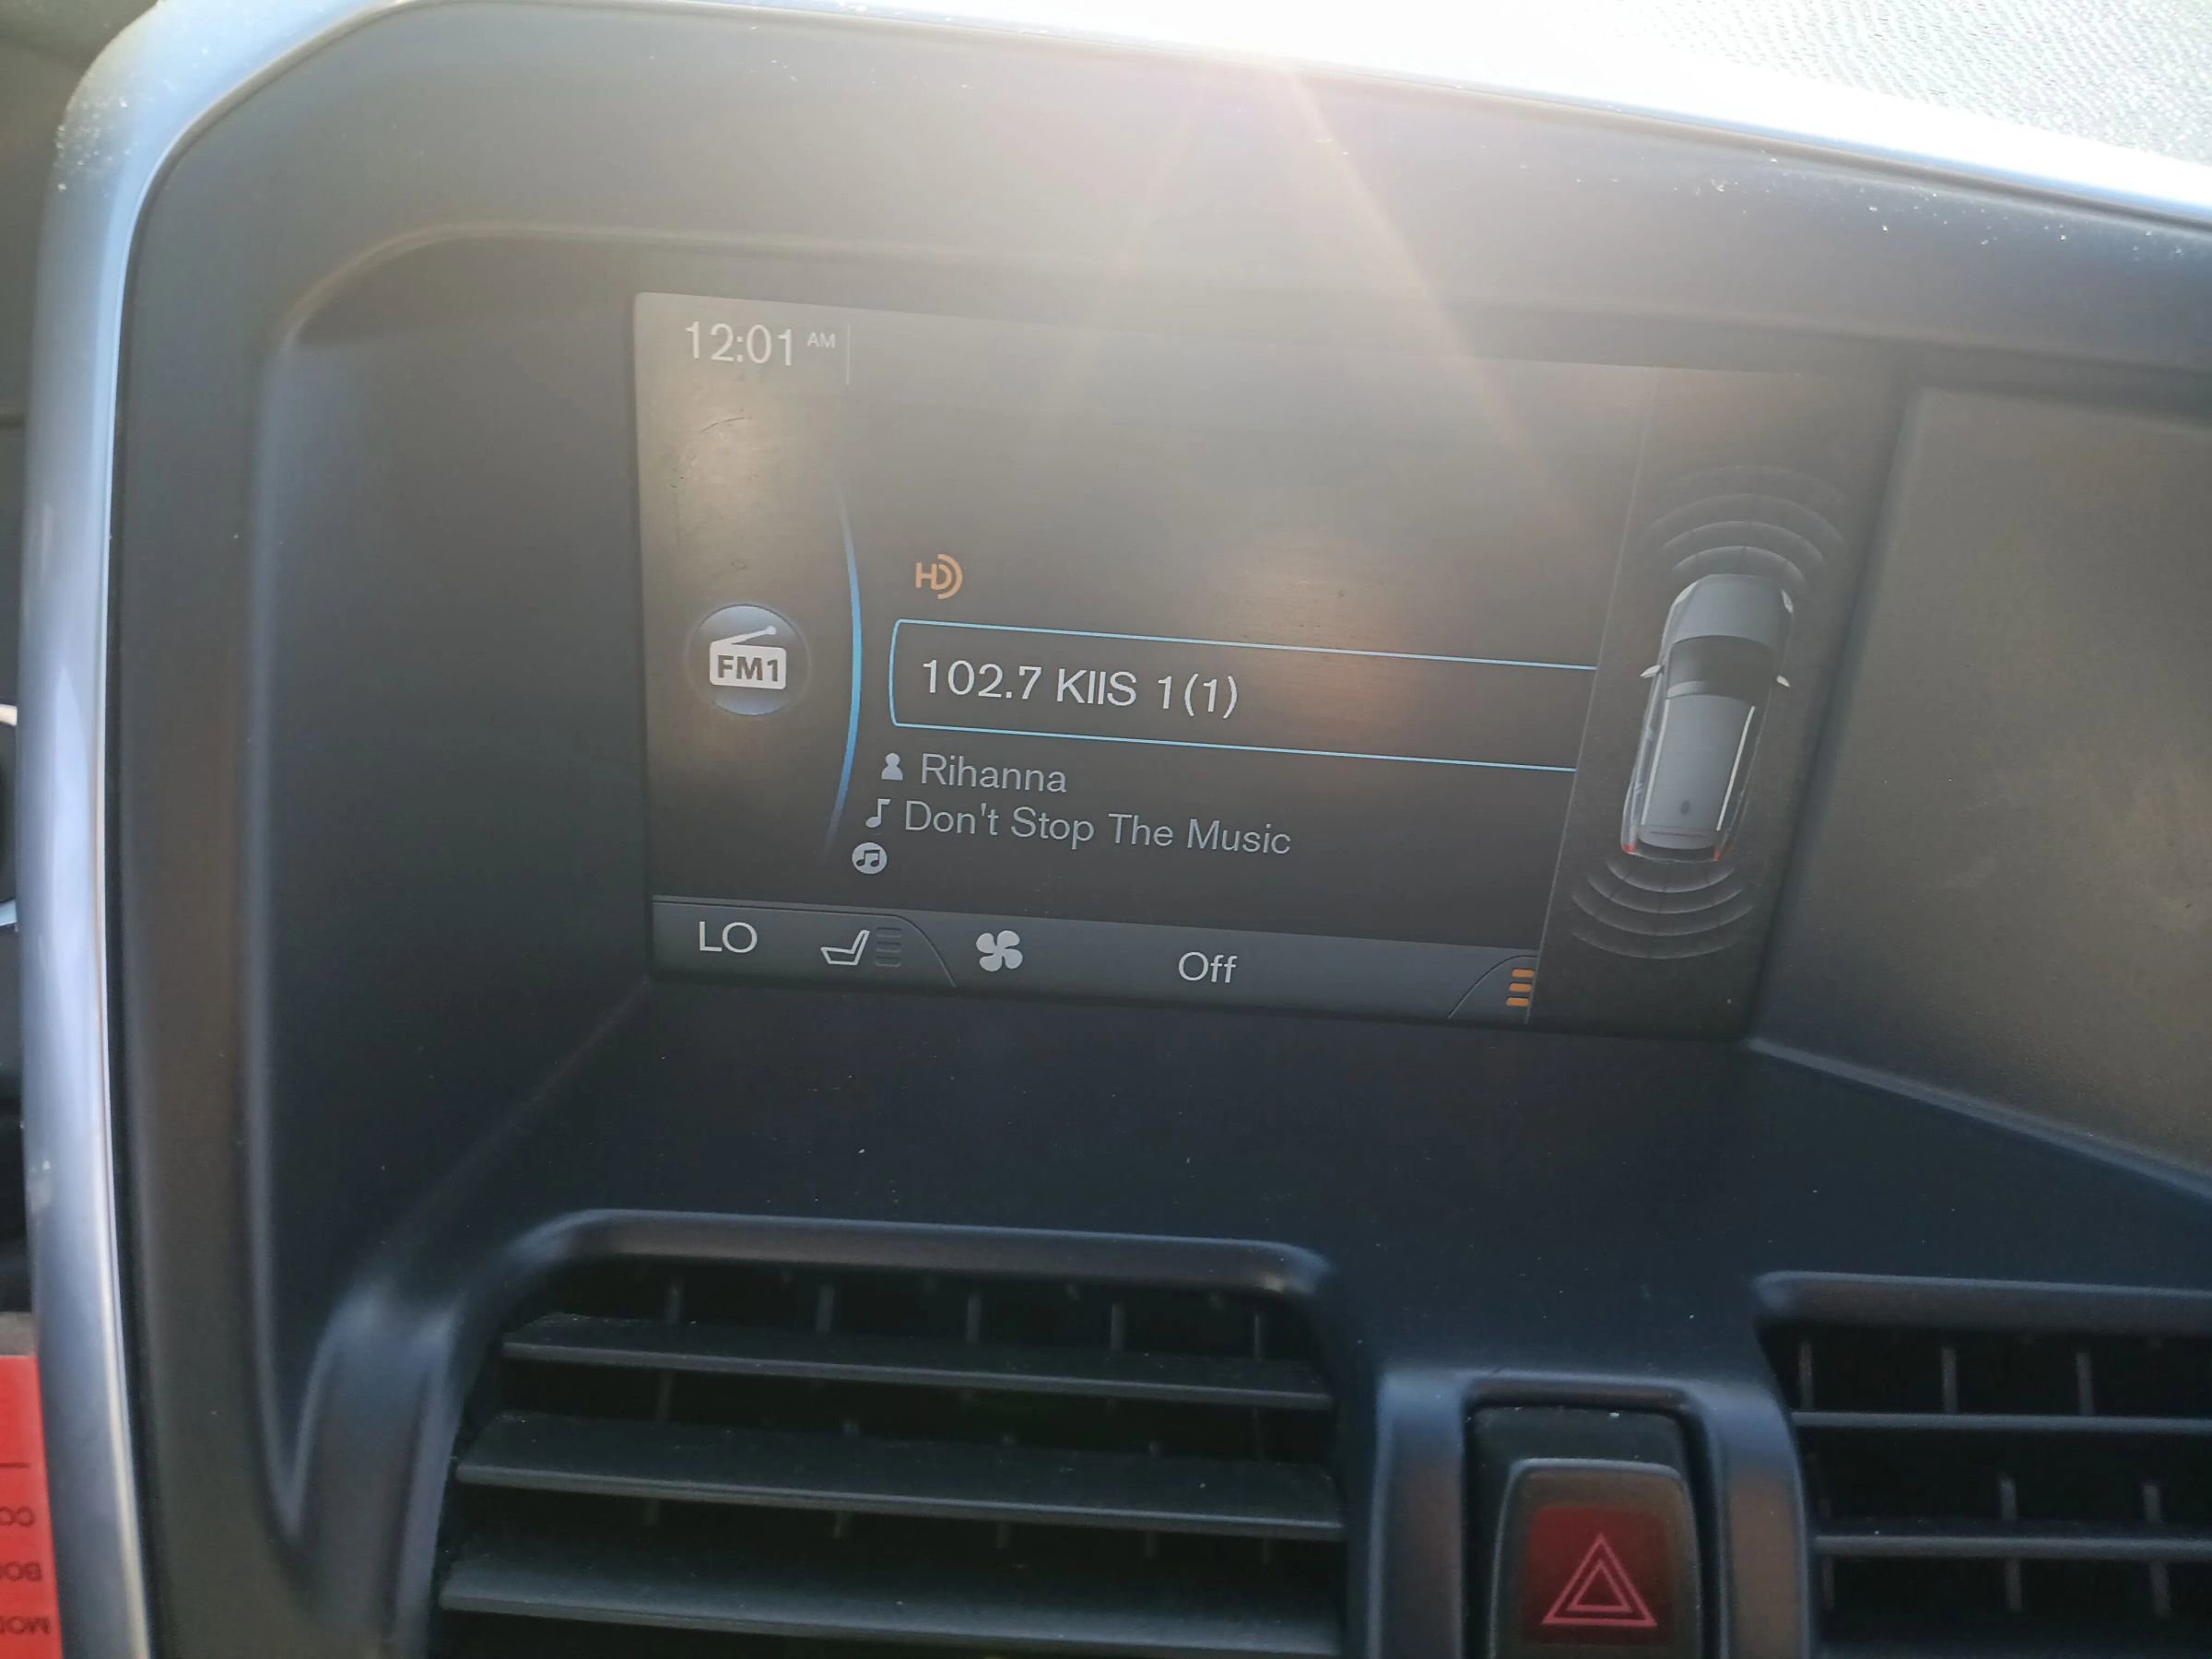 12:01 AM
HD
FM1
102.7 KIIS 1(1)
Rihanna
Don't Stop The Music
LO
Off